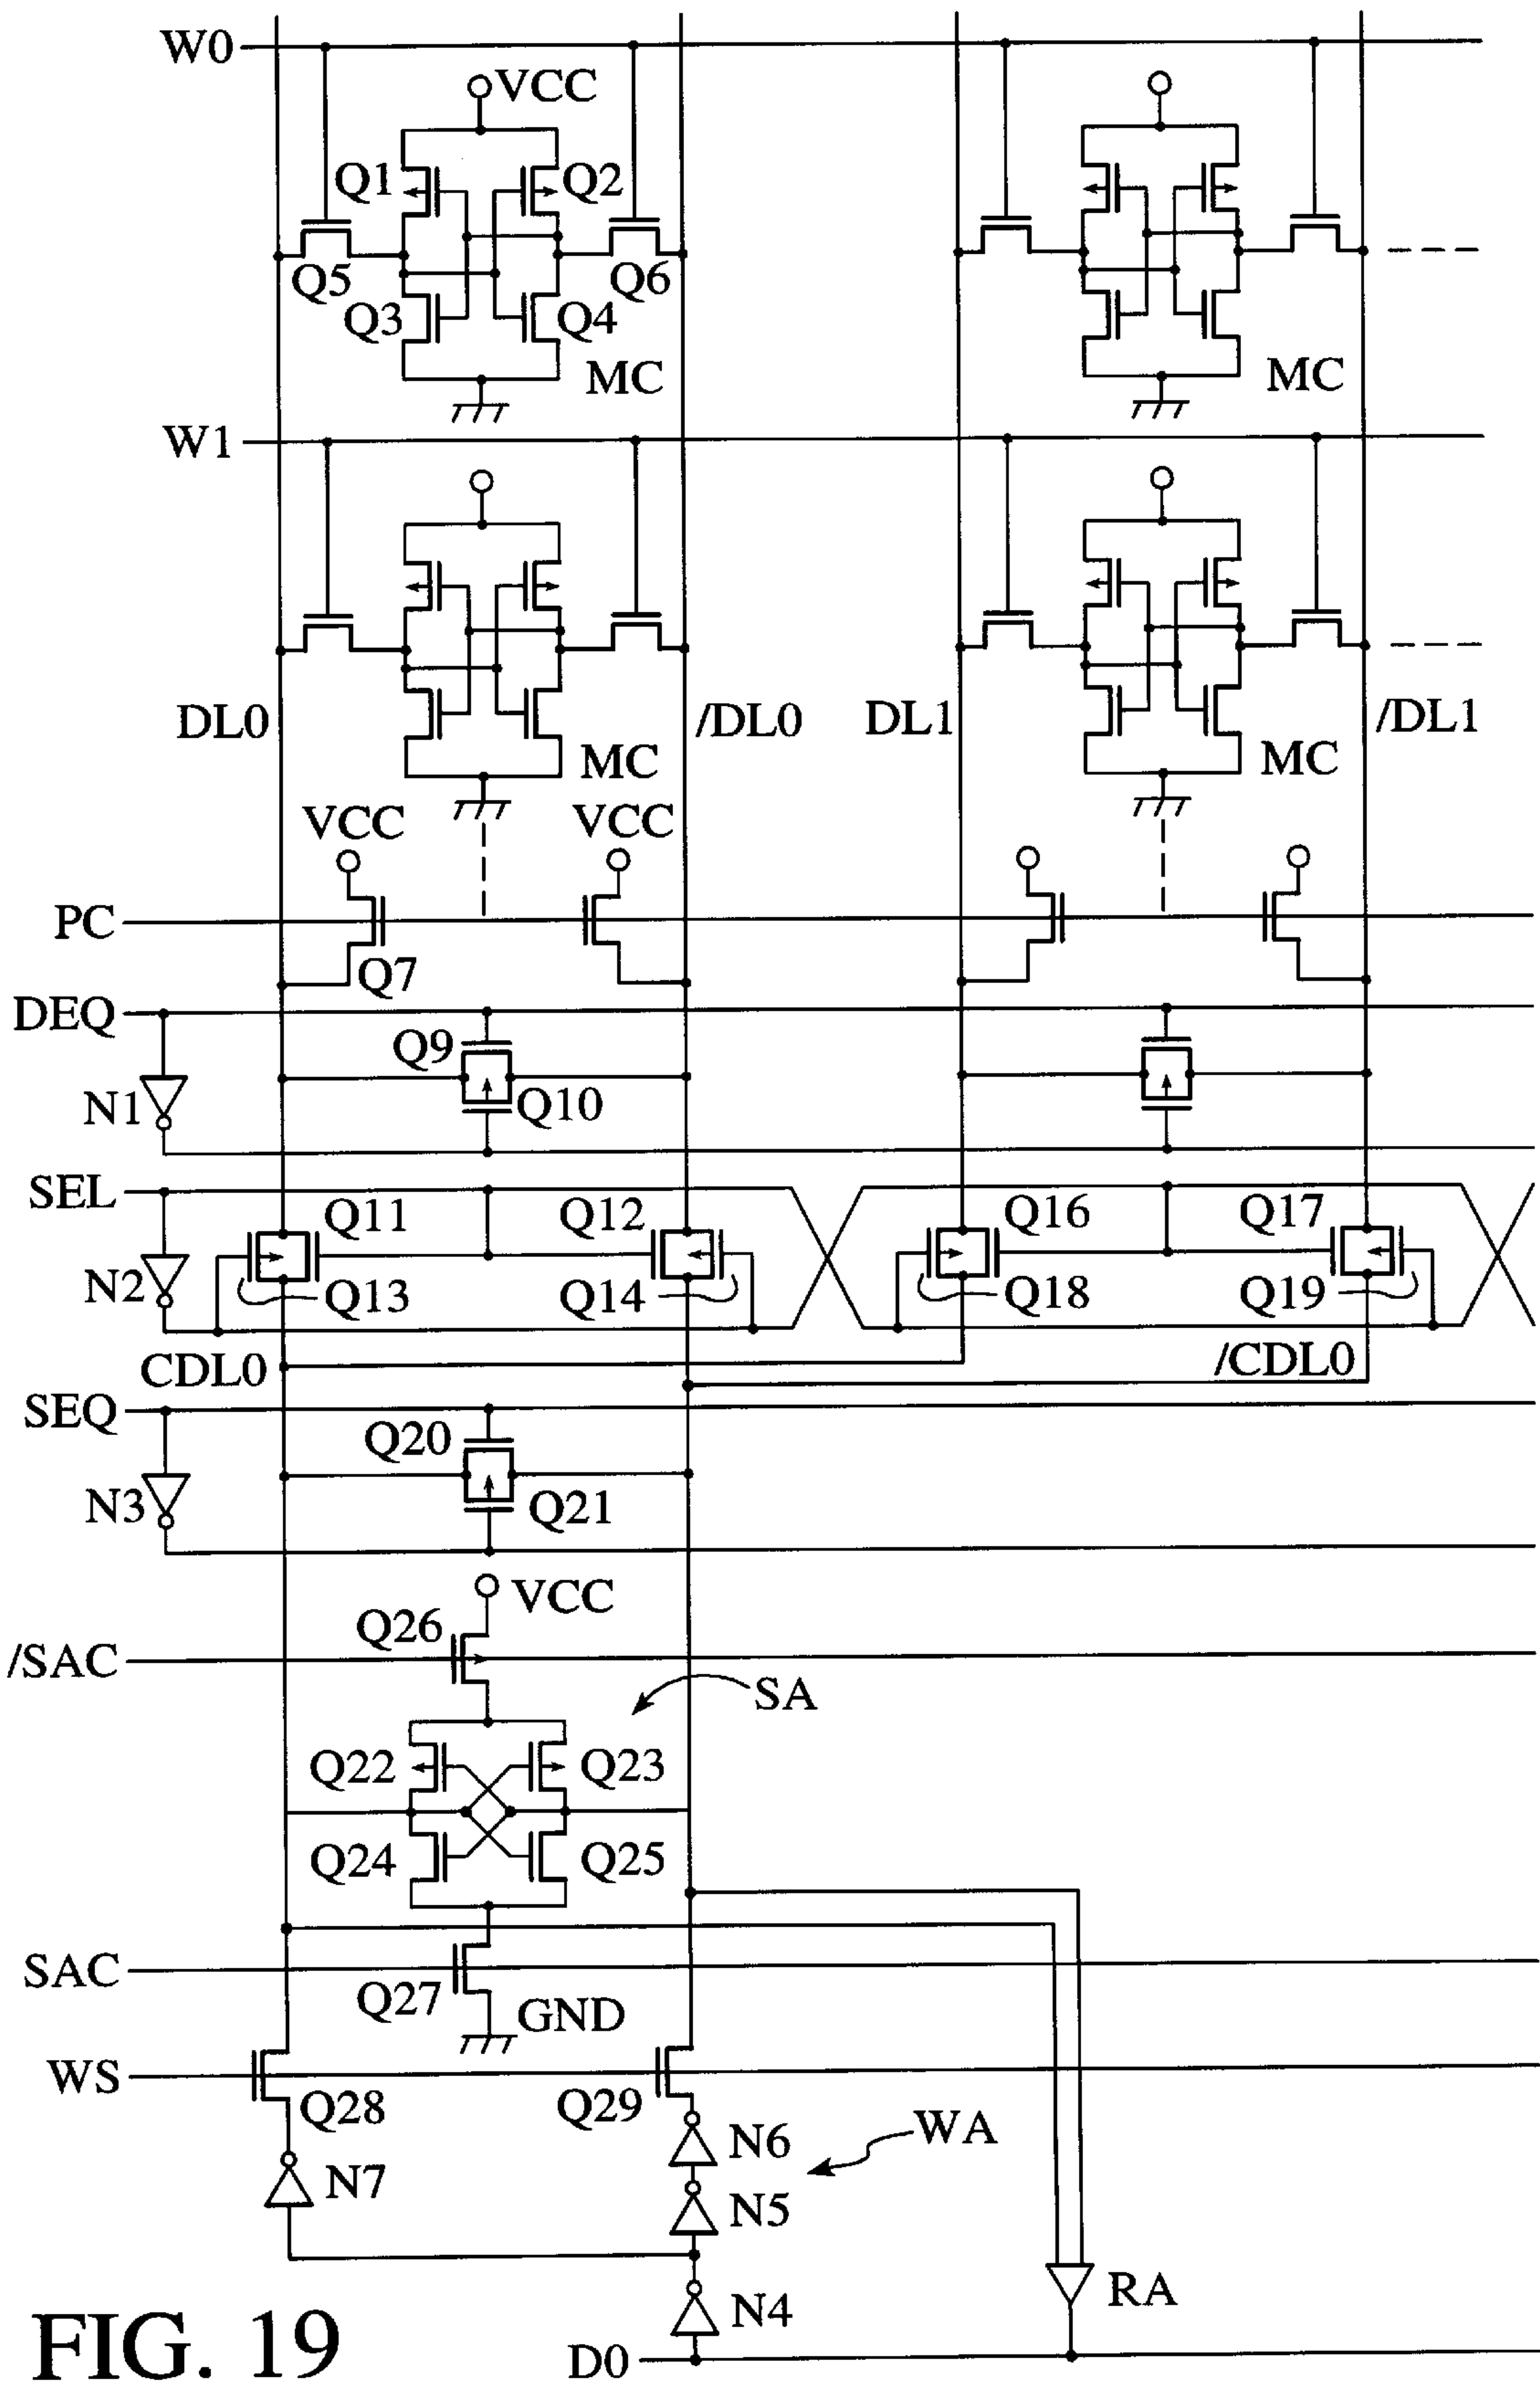 W0
VCC
Q1 Q2
Q5 Q6
Q3 Q4
MC MC
W1
DL0 /DL0 DL1 /DL1
MC MC
VCC VCC
PC
Q7
DEQ
Q9
N1 Q10
SEL
Q11 Q12 Q16 Q17
N2 Q13 Q14 Q18 Q19
CDL0 /CDL0
SEQ
Q20
N3 Q21
VCC
Q26
/SAC
SA
Q22 Q23
Q24 Q25
SAC
Q27 GND
WS
Q28 Q29
N6 WA
N7 N5
RA
N4
D0
FIG. 19